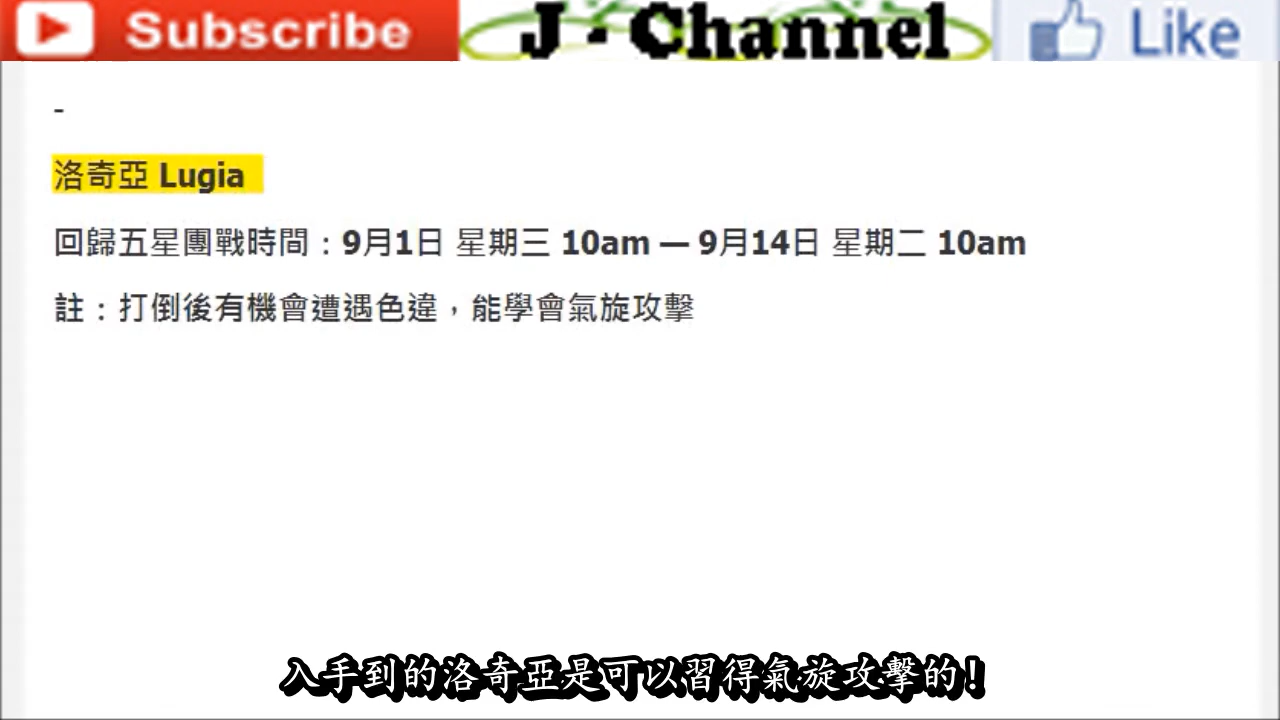 Subscribe J - Channel Like
-
洛奇亞 Lugia
回歸五星團戰時間：9月1日 星期三 10am — 9月14日 星期二 10am
註：打倒後有機會遭遇色違，能學會氣旋攻擊
入手到的洛奇亞是可以習得氣旋攻擊的！